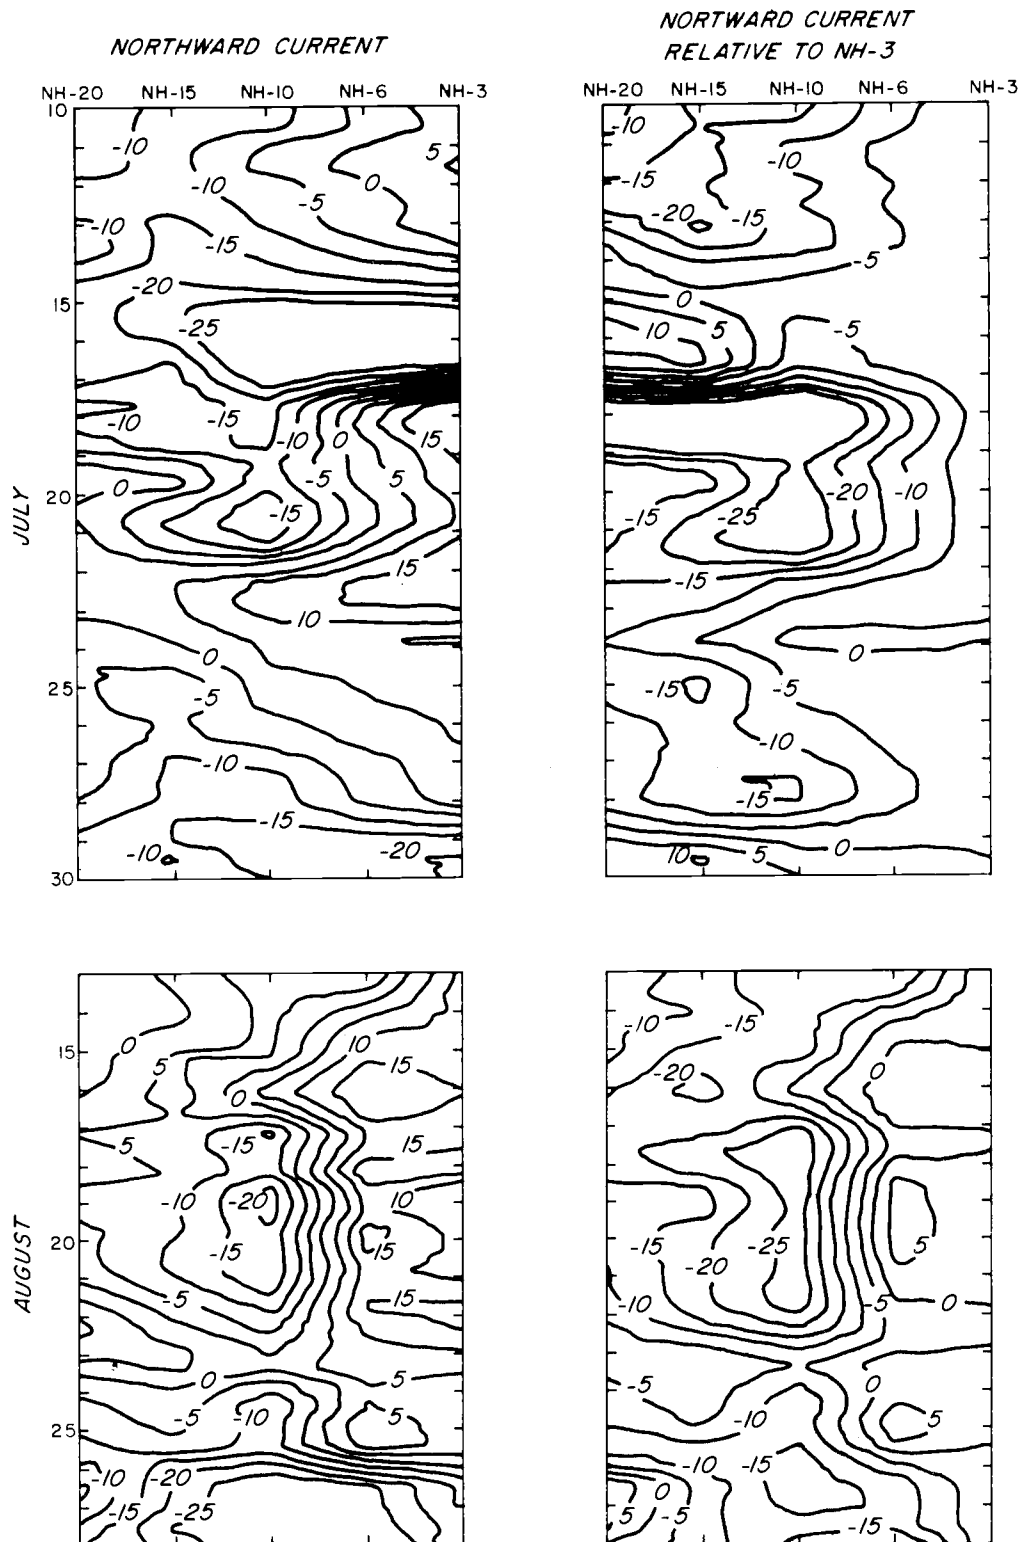 NORTHWARD CURRENT
NORTWARD CURRENT
RELATIVE TO NH-3
NH-20 NH-15 NH-10 NH-6 NH-3
NH-20 NH-15 NH-10 NH-6 NH-3
10
-10 -10 -5 0 5
-10 -15
-20
-25
15
-15 -10 -10 0 15
0 -5 5
20
-15
15
10
0
25
-5
-10
-15
-10 -20
30
JULY
-10 -10
-15
-20 -15
-5
0
10 5 -5
-20 -10
-15 -25
-15
0
-15 -5
-10
-15
10 5 0
0 10
15
5 15
0
5 -15 15
-10 -20 10
20
-15 15
-5 15
0 5
-5 -10 5
25
-10 -20
-15 -25
AUGUST
-10 -15
-20 0
-15 -25 5
-20
-10 -5 0
-5 0
-10 5
-10 -15
0
5 -5
-15